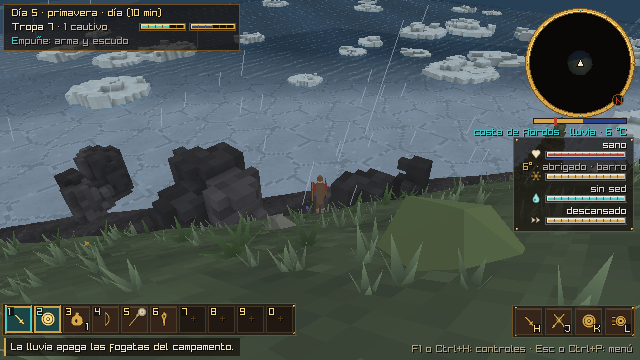 Día 5 · primavera · día (10 min)
Tropa 7 · 1 cautivo
Empuñe: arma y escudo
N
costa de fiordos · lluvia · 6 °C
sano
6° · abrigado · barro
sin sed
descansado
1 2 3 1 4 5 6 7 8 9 0
H J K L
La lluvia apaga las fogatas del campamento.
F1 o Ctrl+H: controles · Esc o Ctrl+P: menú